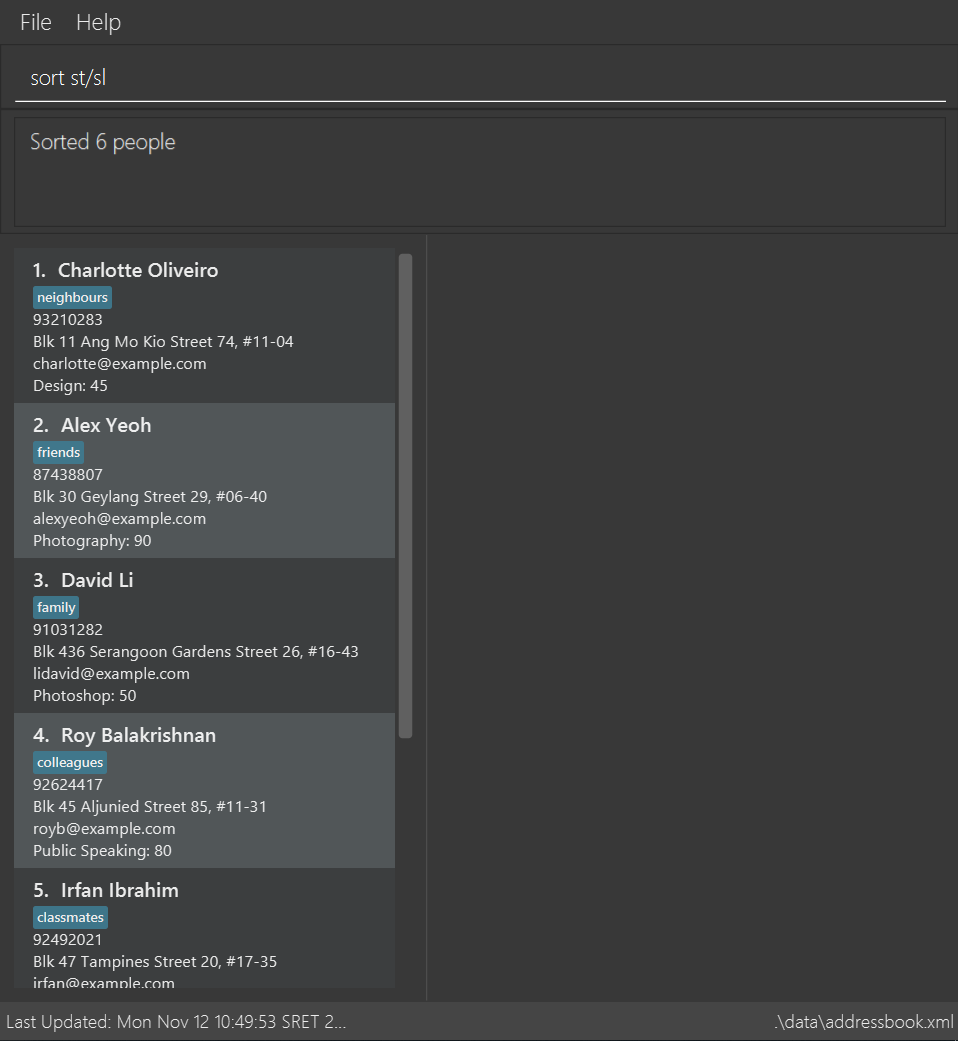 File Help
sort st/sl
Sorted 6 people
1. Charlotte Oliveiro
neighbours
93210283
Blk 11 Ang Mo Kio Street 74, #11-04
charlotte@example.com
Design: 45
2. Alex Yeoh
friends
87438807
Blk 30 Geylang Street 29, #06-40
alexyeoh@example.com
Photography: 90
3. David Li
family
91031282
Blk 436 Serangoon Gardens Street 26, #16-43
lidavid@example.com
Photoshop: 50
4. Roy Balakrishnan
colleagues
92624417
Blk 45 Aljunied Street 85, #11-31
royb@example.com
Public Speaking: 80
5. Irfan Ibrahim
classmates
92492021
Blk 47 Tampines Street 20, #17-35
irfan@example.com
Last Updated: Mon Nov 12 10:49:53 SRET 2... .\data\addressbook.xml